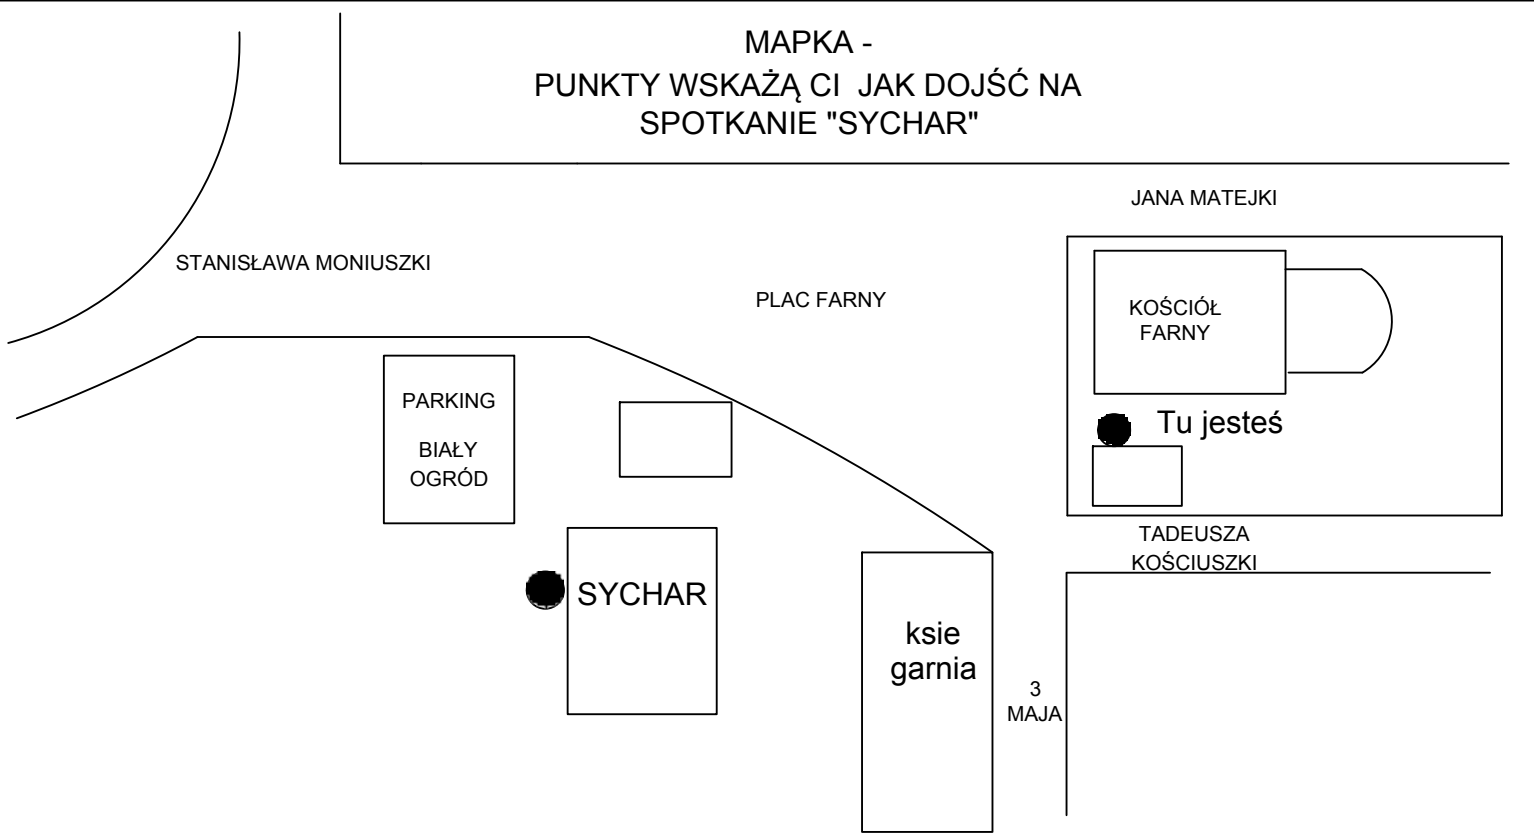 MAPKA -
PUNKTY WSKAŻĄ CI JAK DOJŚĆ NA
SPOTKANIE "SYCHAR"
JANA MATEJKI
STANISŁAWA MONIUSZKI
PLAC FARNY
KOŚCIÓŁ
FARNY
PARKING
BIAŁY
OGRÓD
Tu jesteś
TADEUSZA
KOŚCIUSZKI
SYCHAR
ksie
garnia
3
MAJA